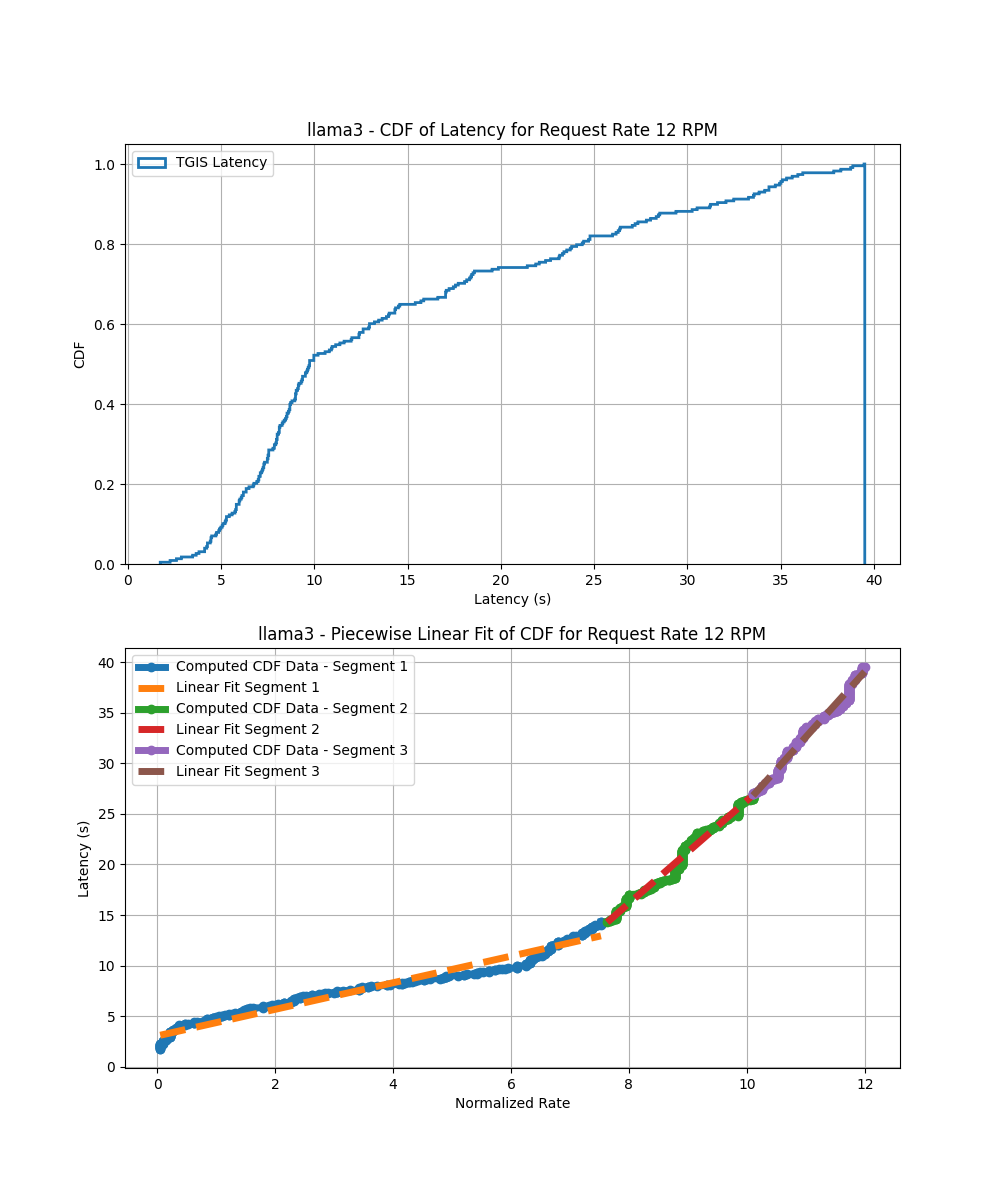 llama3 - CDF of Latency for Request Rate 12 RPM
TGIS Latency
CDF
1.0
0.8
0.6
0.4
0.2
0.0
0 5 10 15 20 25 30 35 40
Latency (s)
llama3 - Piecewise Linear Fit of CDF for Request Rate 12 RPM
Computed CDF Data - Segment 1
Linear Fit Segment 1
Computed CDF Data - Segment 2
Linear Fit Segment 2
Computed CDF Data - Segment 3
Linear Fit Segment 3
Latency (s)
40
35
30
25
20
15
10
5
0
0 2 4 6 8 10 12
Normalized Rate